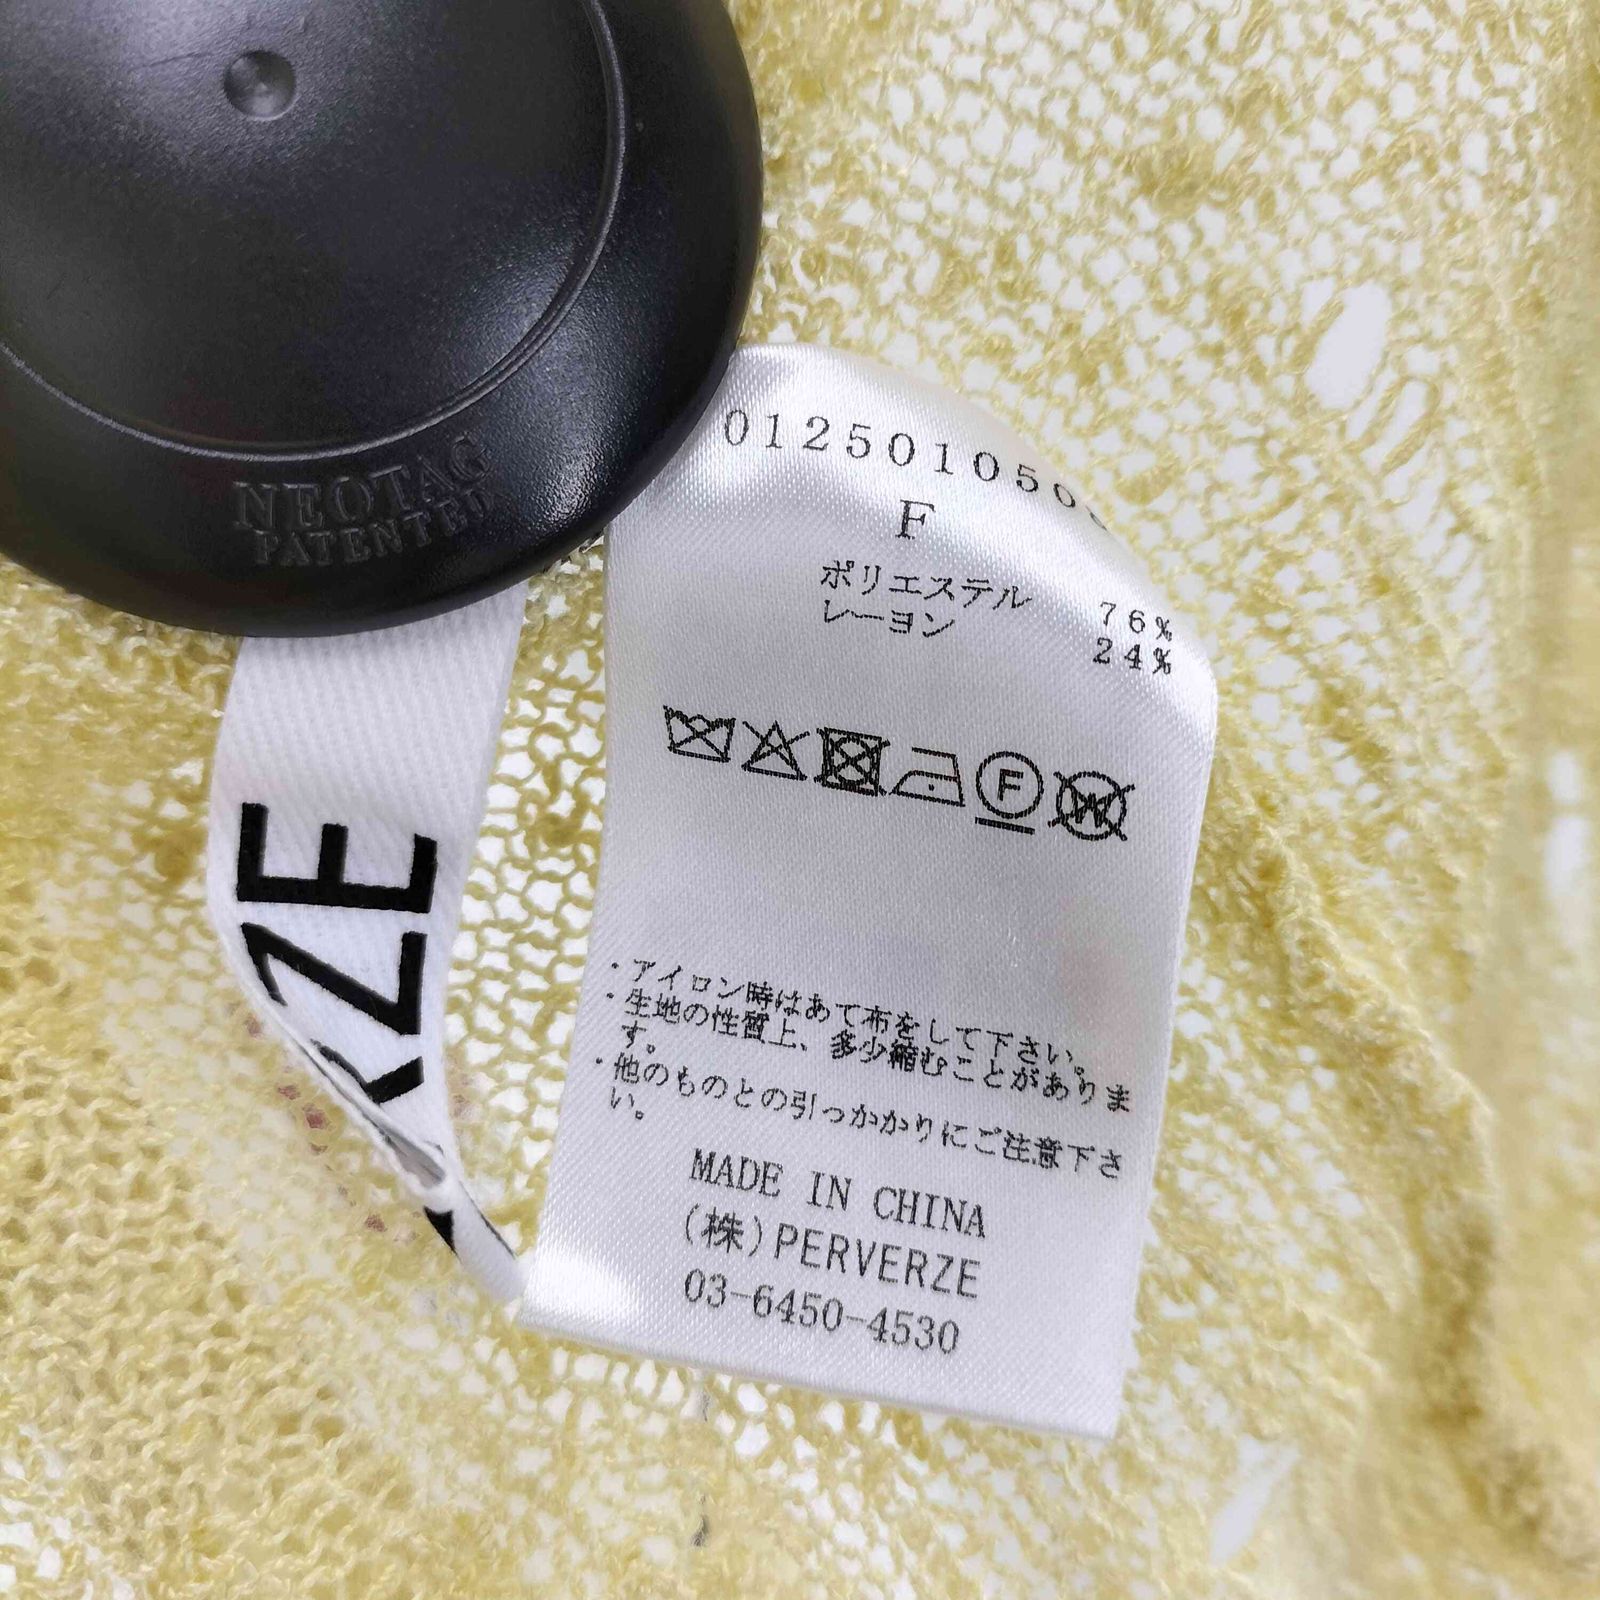 NEOTAG
PATENTED
RZE
F
ポリエステル 76%
レーヨン 24%
F
W
・アイロン時はあて布をして下さい。
・生地の性質上、多少縮むことがありま
す。
・他のものとの引っかかりにご注意下さ
い。
MADE IN CHINA
(株)PERVERZE
03-6450-4530